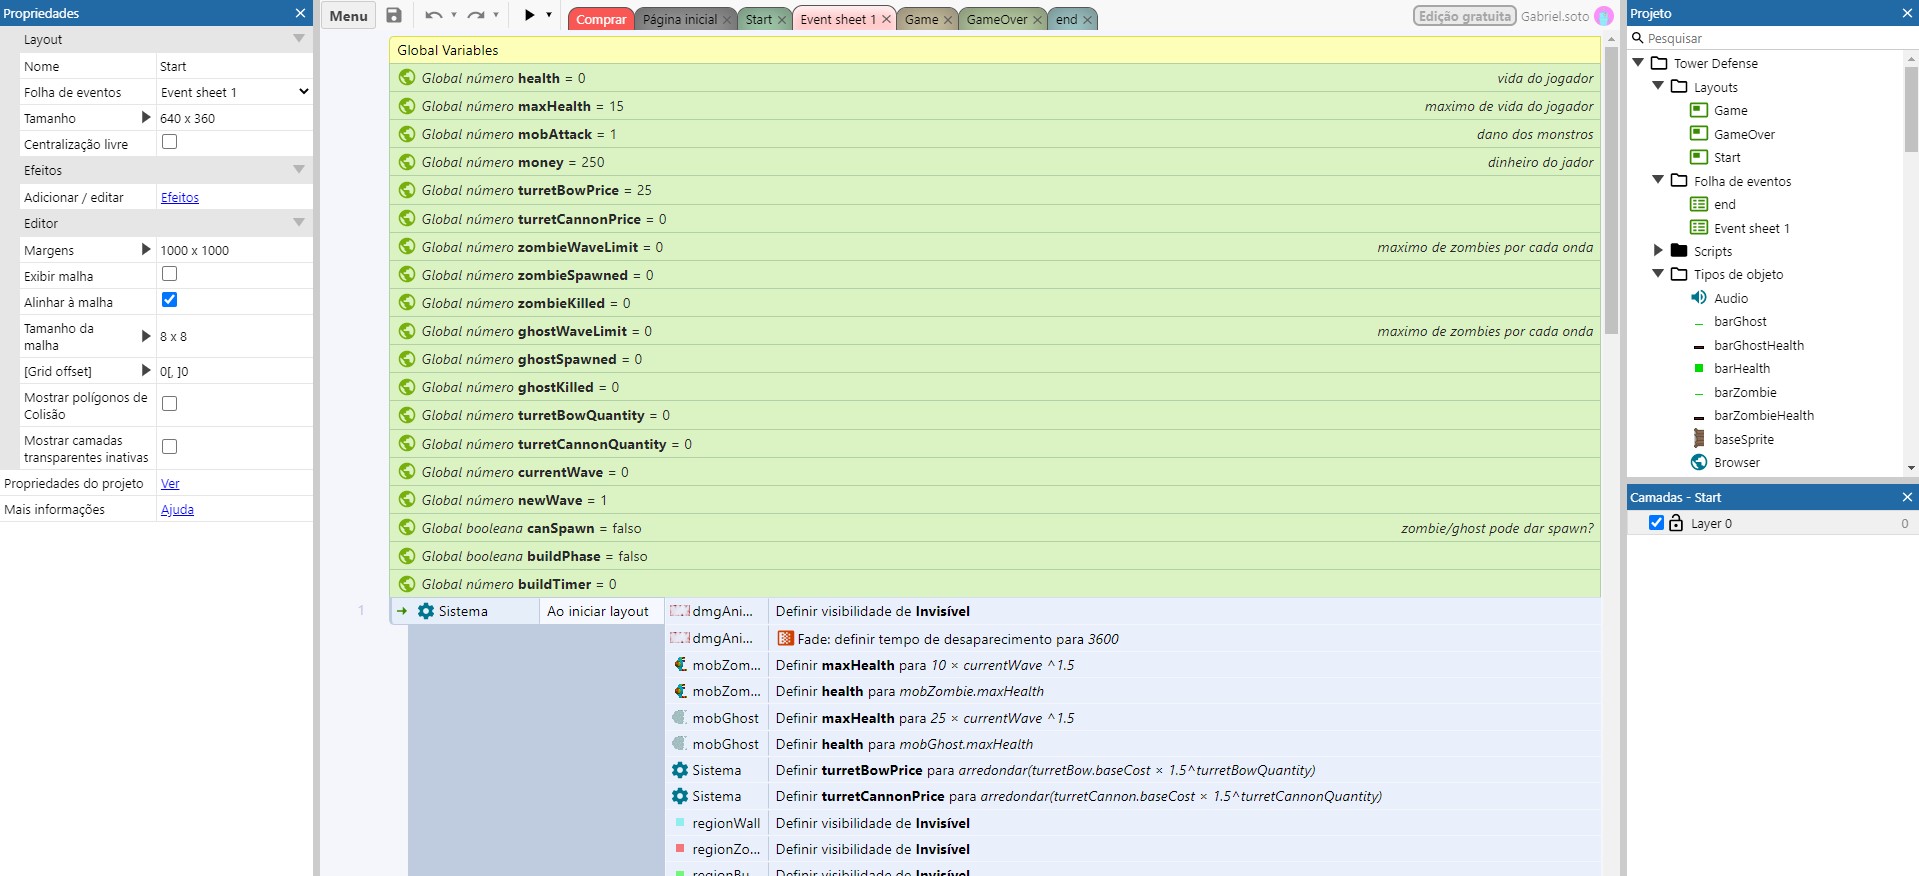 Propriedades
Layout
Nome Start
Folha de eventos Event sheet 1
Tamanho 640 x 360
Centralização livre
Efeitos
Adicionar / editar Efeitos
Editor
Margens 1000 x 1000
Exibir malha
Alinhar à malha
Tamanho da malha 8 x 8
[Grid offset] 0[, ]0
Mostrar polígonos de Colisão
Mostrar camadas transparentes inativas
Propriedades do projeto Ver
Mais informações Ajuda
Menu
Comprar Página inicial Start Event sheet 1 Game GameOver end
Edição gratuita Gabriel.soto
Global Variables
Global número health = 0 vida do jogador
Global número maxHealth = 15 maximo de vida do jogador
Global número mobAttack = 1 dano dos monstros
Global número money = 250 dinheiro do jador
Global número turretBowPrice = 25
Global número turretCannonPrice = 0
Global número zombieWaveLimit = 0 maximo de zombies por cada onda
Global número zombieSpawned = 0
Global número zombieKilled = 0
Global número ghostWaveLimit = 0 maximo de zombies por cada onda
Global número ghostSpawned = 0
Global número ghostKilled = 0
Global número turretBowQuantity = 0
Global número turretCannonQuantity = 0
Global número currentWave = 0
Global número newWave = 1
Global booleana canSpawn = falso zombie/ghost pode dar spawn?
Global booleana buildPhase = falso
Global número buildTimer = 0
1 Sistema Ao iniciar layout dmgAni... Definir visibilidade de Invisível
dmgAni... Fade: definir tempo de desaparecimento para 3600
mobZom... Definir maxHealth para 10 × currentWave ^1.5
mobZom... Definir health para mobZombie.maxHealth
mobGhost Definir maxHealth para 25 × currentWave ^1.5
mobGhost Definir health para mobGhost.maxHealth
Sistema Definir turretBowPrice para arredondar(turretBow.baseCost × 1.5^turretBowQuantity)
Sistema Definir turretCannonPrice para arredondar(turretCannon.baseCost × 1.5^turretCannonQuantity)
regionWall Definir visibilidade de Invisível
regionZo... Definir visibilidade de Invisível
regionBu... Definir visibilidade de Invisível
Projeto
Pesquisar
Tower Defense
Layouts
Game
GameOver
Start
Folha de eventos
end
Event sheet 1
Scripts
Tipos de objeto
Audio
barGhost
barGhostHealth
barHealth
barZombie
barZombieHealth
baseSprite
Browser
Camadas - Start
Layer 0 0